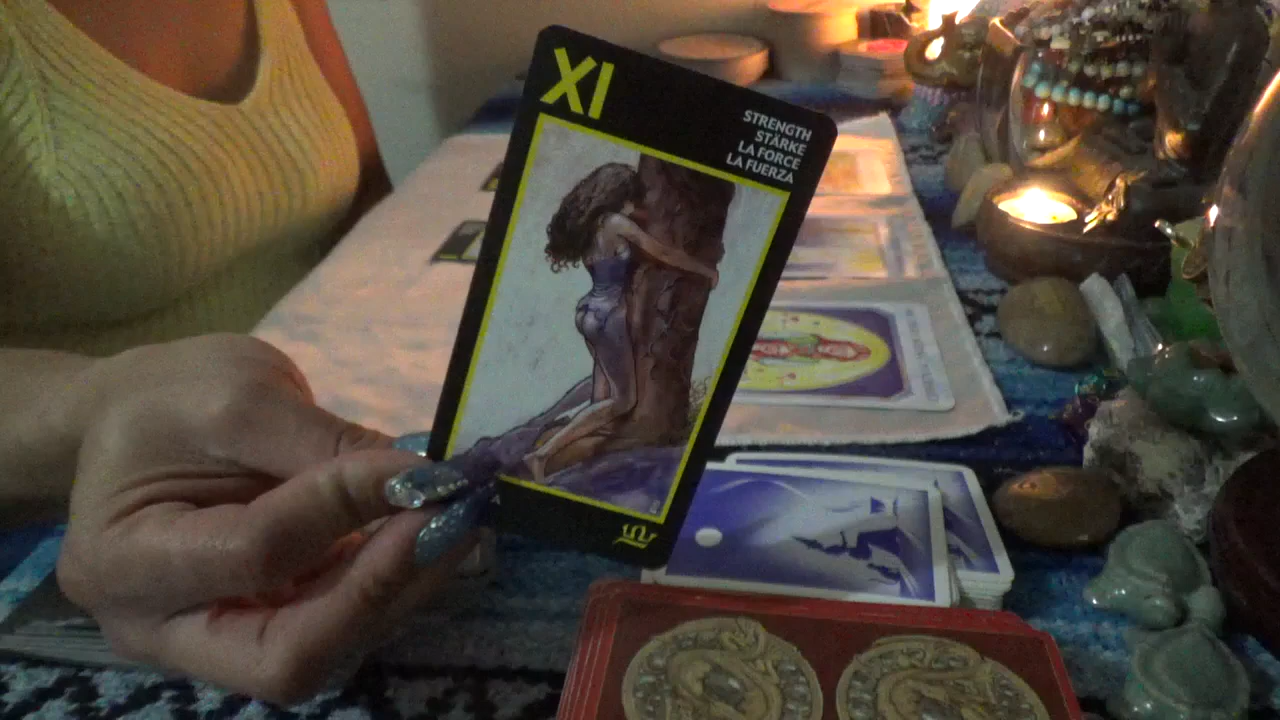 XI
STRENGTH
STÄRKE
LA FORCE
LA FUERZA